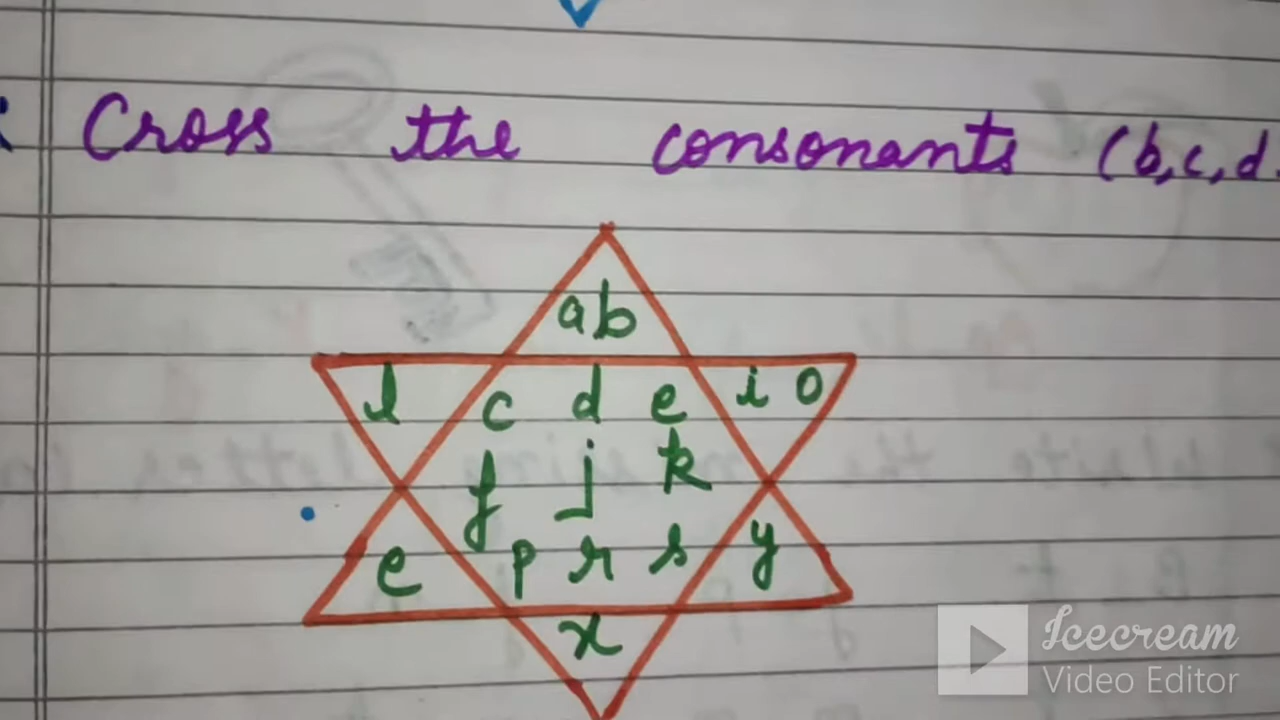 Cross the consonants (b,c,d.
ab
l c d e i o
f j k
e p r s y
x
Icecream
Video Editor